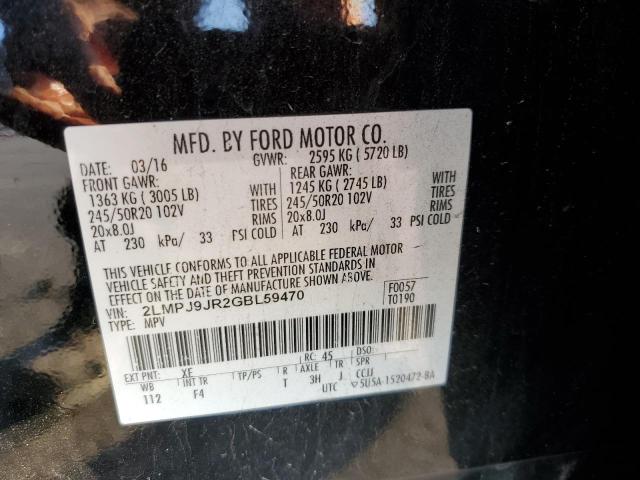 MFD. BY FORD MOTOR CO.
DATE: 03/16 GVWR: 2595 KG ( 5720 LB)
FRONT GAWR: REAR GAWR:
1363 KG ( 3005 LB) WITH 1245 KG ( 2745 LB) WITH
245/50R20 102V TIRES 245/50R20 102V TIRES
20x8.0J RIMS 20x8.0J RIMS
AT 230 kPa/ 33 PSI COLD AT 230 kPa/ 33 PSI COLD
THIS VEHICLE CONFORMS TO ALL APPLICABLE FEDERAL MOTOR
VEHICLE SAFETY AND THEFT PREVENTION STANDARDS IN
EFFECT ON THE DATE OF MANUFACTURE SHOWN ABOVE.
VIN: 2LMPJ9JR2GBL59470 F0057
TYPE: MPV T0190
EXT PNT: XE RC: 45 DSO:
WB INT TR TP/PS R AXLE TR SPR
112 F4 T 3H J CCJJ
UTC ▽5U5A-1520472-BA